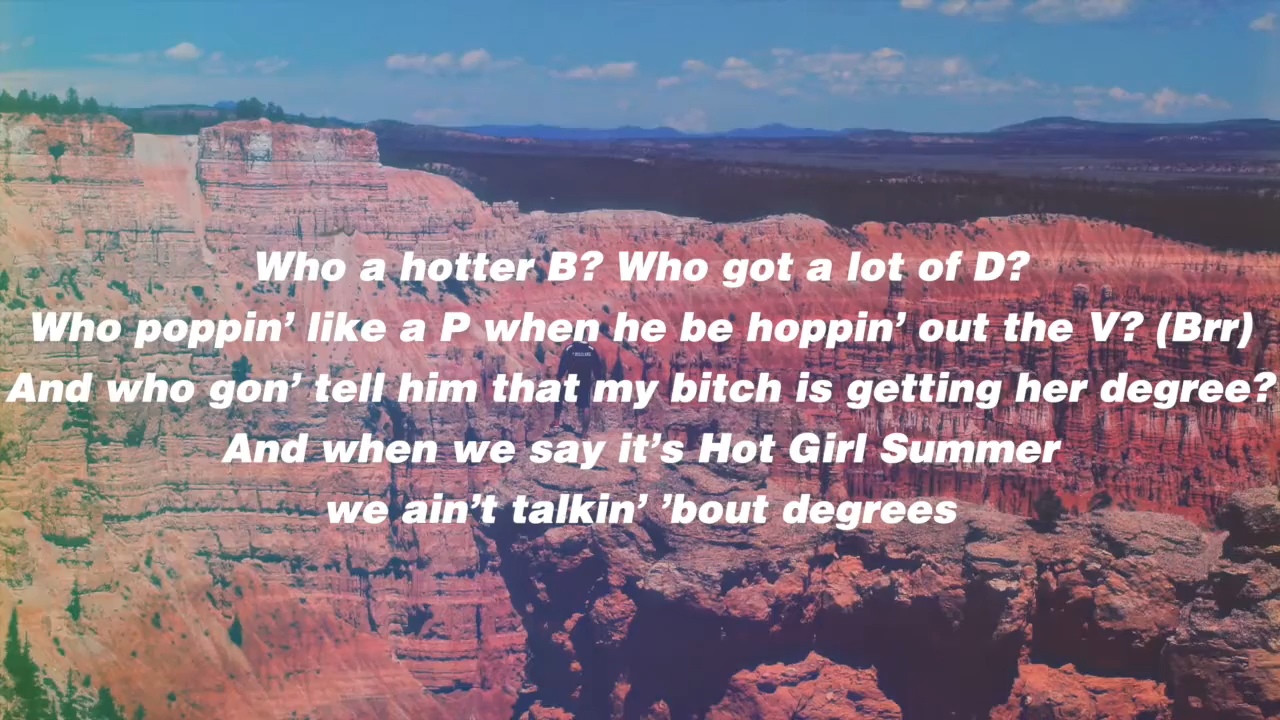 Who a hotter B? Who got a lot of D?
Who poppin’ like a P when he be hoppin’ out the V? (Brr)
And who gon’ tell him that my bitch is getting her degree?
And when we say it’s Hot Girl Summer
we ain’t talkin’ ’bout degrees